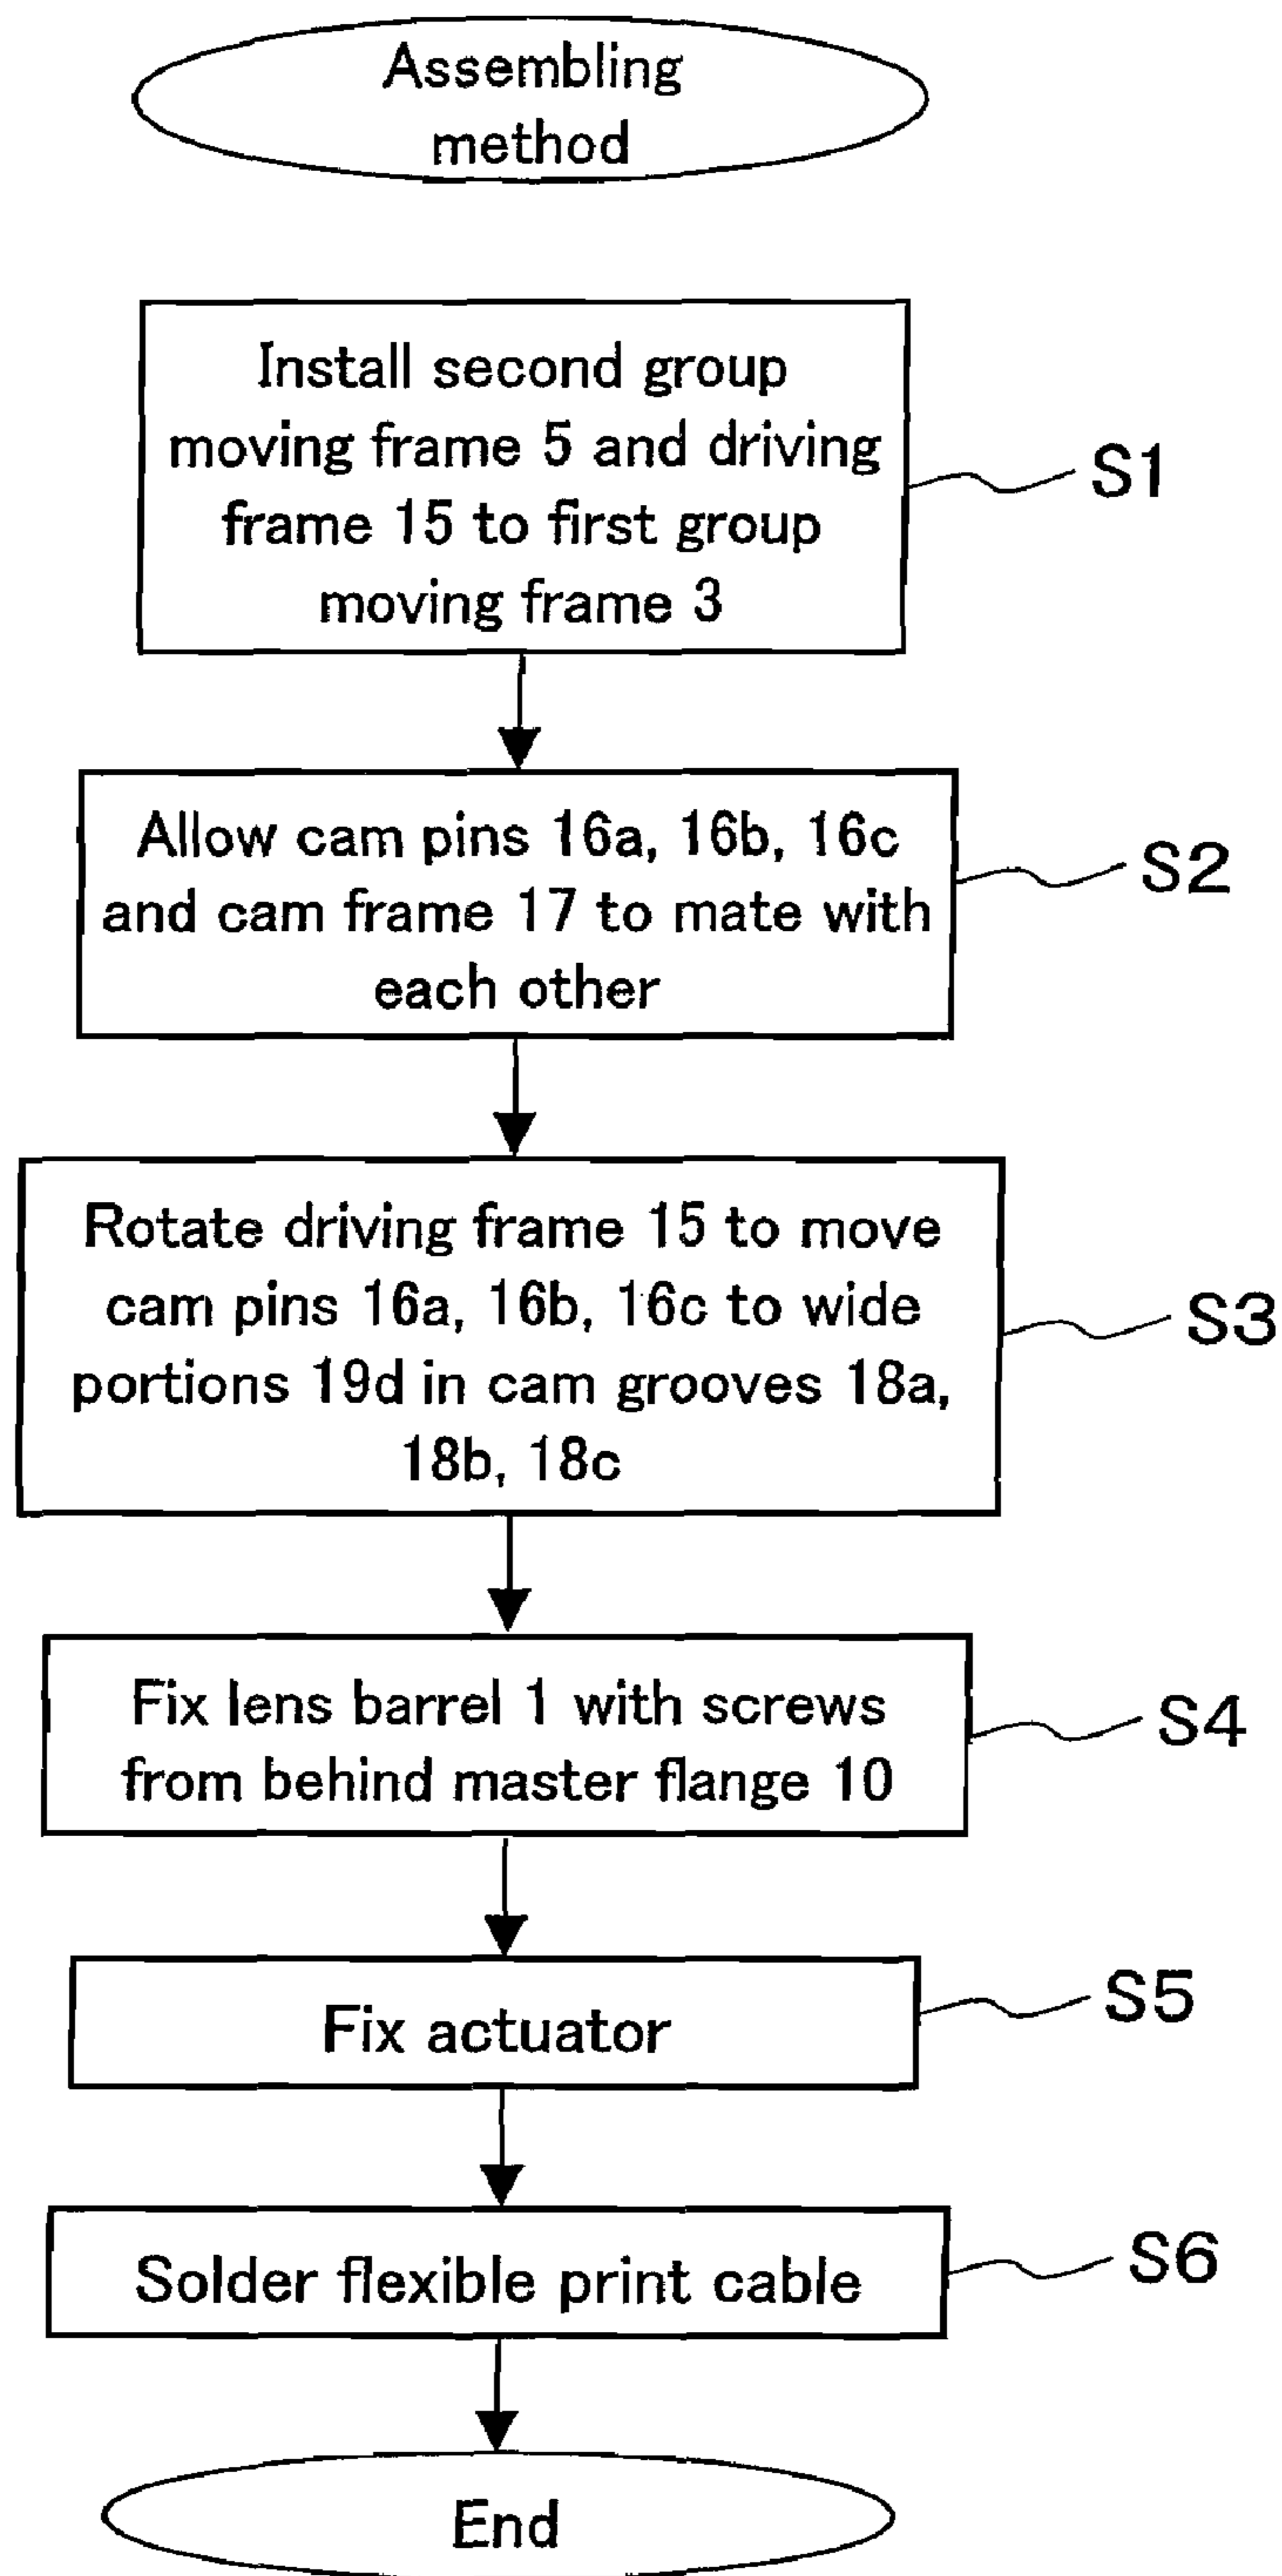 Assembling
method
Install second group
moving frame 5 and driving
frame 15 to first group
moving frame 3
S1
Allow cam pins 16a, 16b, 16c
and cam frame 17 to mate with
each other
S2
Rotate driving frame 15 to move
cam pins 16a, 16b, 16c to wide
portions 19d in cam grooves 18a,
18b, 18c
S3
Fix lens barrel 1 with screws
from behind master flange 10
S4
Fix actuator
S5
Solder flexible print cable
S6
End